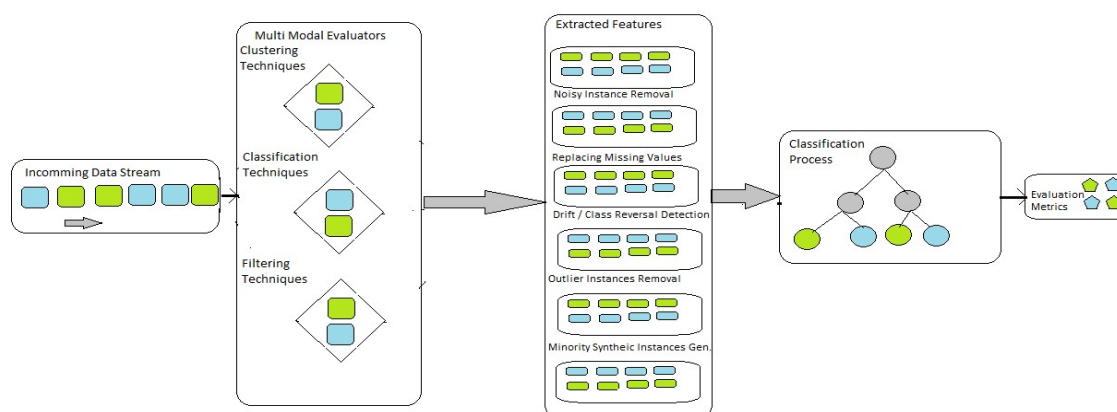 Incomming Data Stream
Multi Modal Evaluators
Clustering
Techniques
Classification
Techniques
Filtering
Techniques
Extracted Features
Noisy Instance Removal
Replacing Missing Values
Drift / Class Reversal Detection
Outlier Instances Removal
Minority Syntheic Instances Gen.
Classification
Process
Evaluation
Metrics